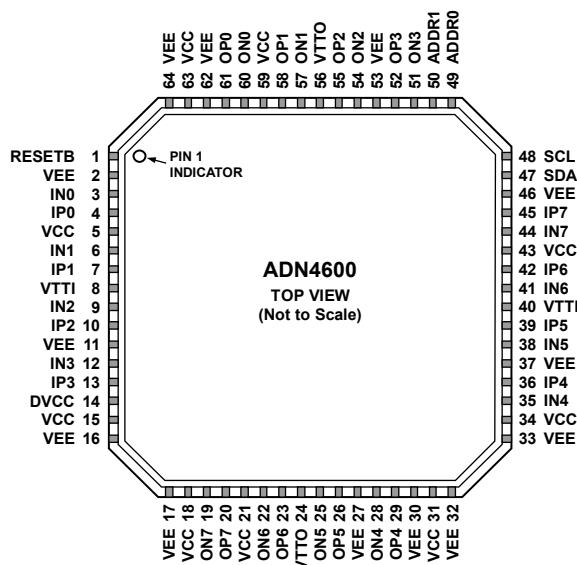 64 VEE
63 VCC
62 VEE
61 OP0
60 ON0
59 VCC
58 OP1
57 ON1
56 VTTO
55 OP2
54 ON2
53 VEE
52 OP3
51 ON3
50 ADDR1
49 ADDR0
RESETB 1
VEE 2
IN0 3
IP0 4
VCC 5
IN1 6
IP1 7
VTTI 8
IN2 9
IP2 10
VEE 11
IN3 12
IP3 13
DVCC 14
VCC 15
VEE 16
PIN 1
INDICATOR
ADN4600
TOP VIEW
(Not to Scale)
48 SCL
47 SDA
46 VEE
45 IP7
44 IN7
43 VCC
42 IP6
41 IN6
40 VTTI
39 IP5
38 IN5
37 VEE
36 IP4
35 IN4
34 VCC
33 VEE
VEE 17
VCC 18
ON7 19
OP7 20
VCC 21
ON6 22
OP6 23
VTTO 24
ON5 25
OP5 26
VEE 27
ON4 28
OP4 29
VEE 30
VCC 31
VEE 32